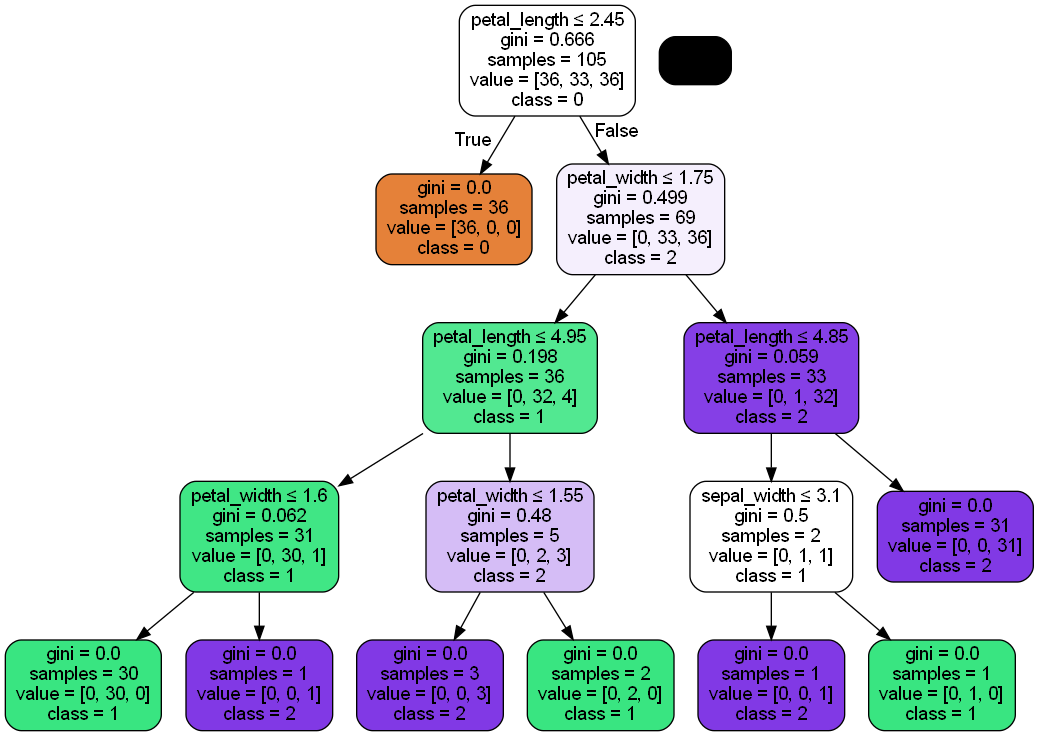 petal_length ≤ 2.45
gini = 0.666
samples = 105
value = [36, 33, 36]
class = 0
True
False
gini = 0.0
samples = 36
value = [36, 0, 0]
class = 0
petal_width ≤ 1.75
gini = 0.499
samples = 69
value = [0, 33, 36]
class = 2
petal_length ≤ 4.95
gini = 0.198
samples = 36
value = [0, 32, 4]
class = 1
petal_length ≤ 4.85
gini = 0.059
samples = 33
value = [0, 1, 32]
class = 2
petal_width ≤ 1.6
gini = 0.062
samples = 31
value = [0, 30, 1]
class = 1
petal_width ≤ 1.55
gini = 0.48
samples = 5
value = [0, 2, 3]
class = 2
sepal_width ≤ 3.1
gini = 0.5
samples = 2
value = [0, 1, 1]
class = 1
gini = 0.0
samples = 31
value = [0, 0, 31]
class = 2
gini = 0.0
samples = 30
value = [0, 30, 0]
class = 1
gini = 0.0
samples = 1
value = [0, 0, 1]
class = 2
gini = 0.0
samples = 3
value = [0, 0, 3]
class = 2
gini = 0.0
samples = 2
value = [0, 2, 0]
class = 1
gini = 0.0
samples = 1
value = [0, 0, 1]
class = 2
gini = 0.0
samples = 1
value = [0, 1, 0]
class = 1